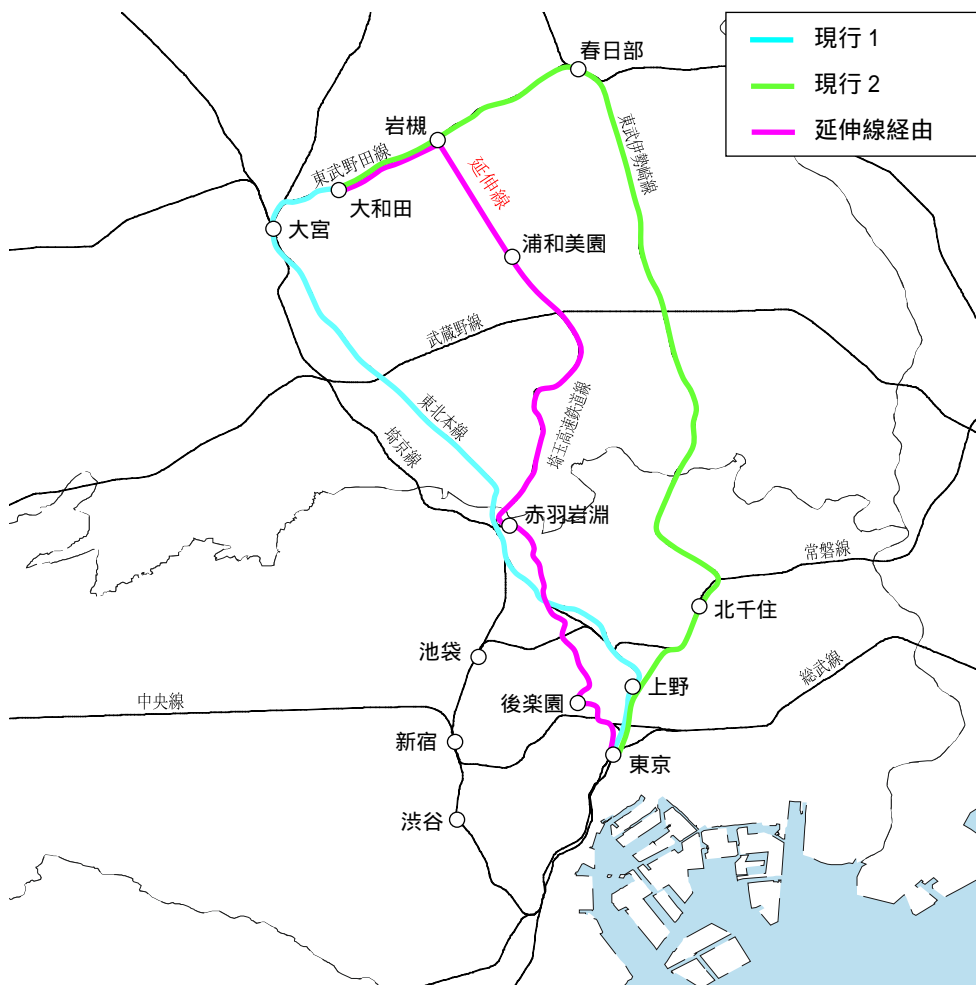 現行1
現行2
延伸線経由
春日部
岩槻
東武野田線
東武伊勢崎線
延伸線
大和田
大宮
浦和美園
武蔵野線
東北本線
埼京線
埼玉高速鉄道線
赤羽岩淵
常磐線
北千住
池袋
上野
総武線
中央線
後楽園
新宿
東京
渋谷